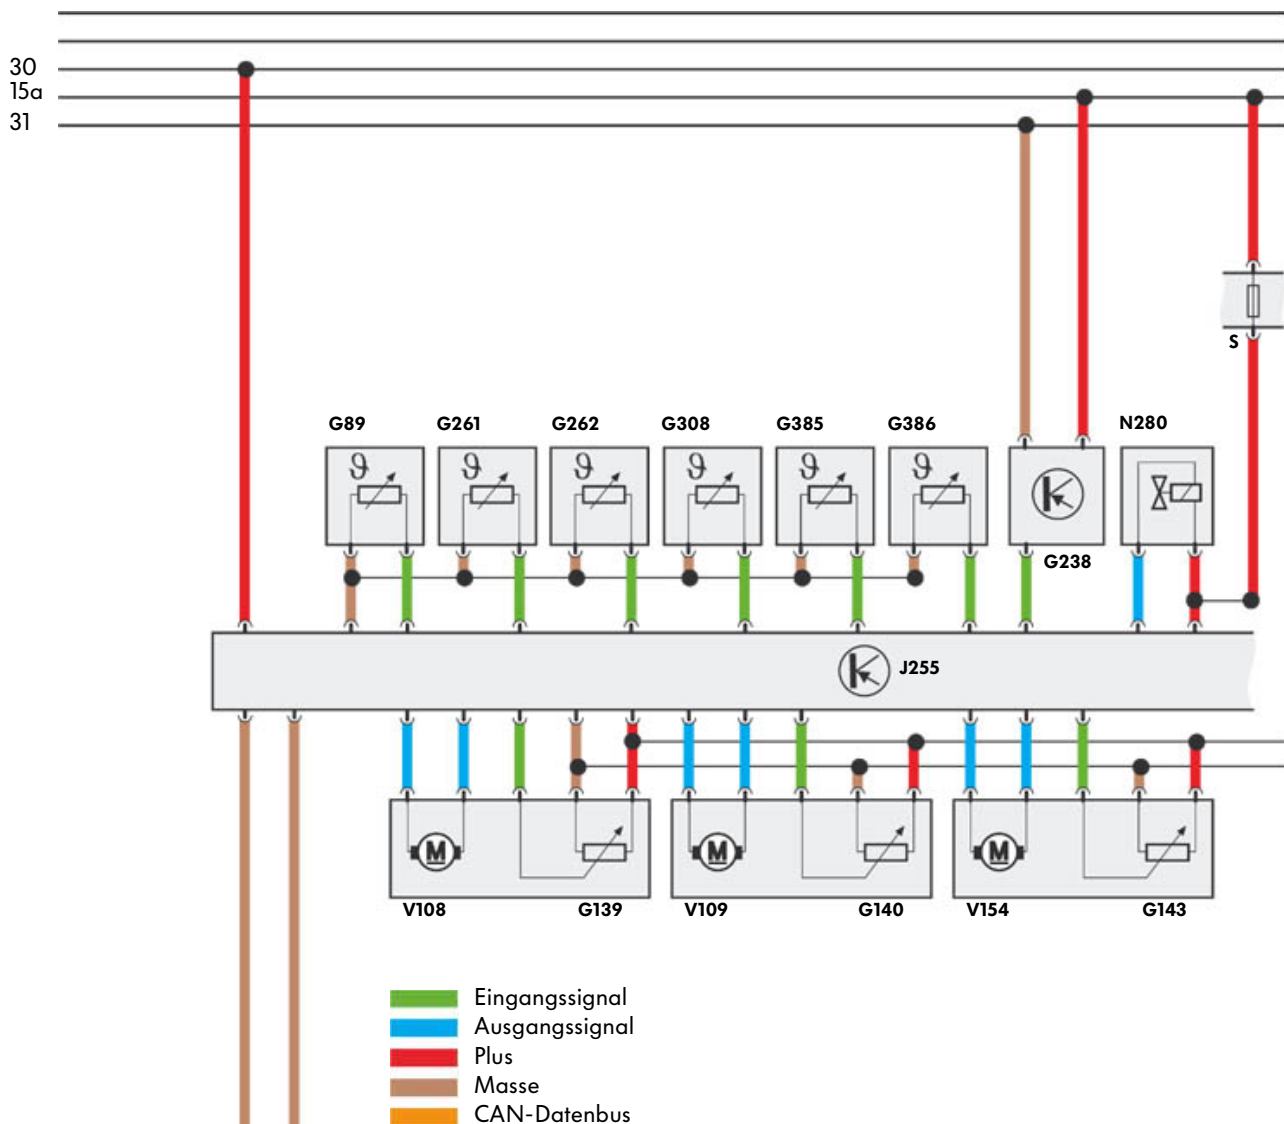 30
15a
31
S
G89 G261 G262 G308 G385 G386 N280
ϑ ϑ ϑ ϑ ϑ ϑ
G238
J255
M M M
V108 G139 V109 G140 V154 G143
Eingangssignal
Ausgangssignal
Plus
Masse
CAN-Datenbus